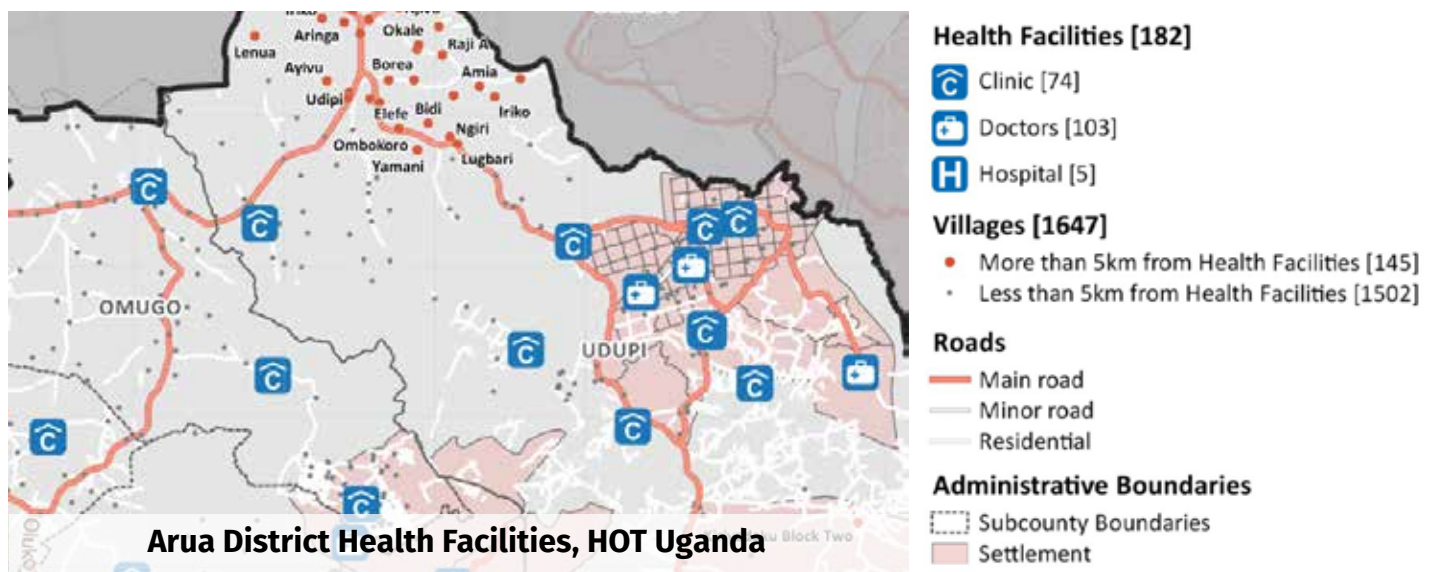 Aringa
Okale
Lenua
Raji
Ayivu
Borea
Amia
Udipi
Elefe
Bidi
Iriko
Ngiri
Ombokoro
Lugbari
Yamani
OMUGO
UDUPI
Block Two
Arua District Health Facilities, HOT Uganda
Health Facilities [182]
C Clinic [74]
Doctors [103]
H Hospital [5]
Villages [1647]
More than 5km from Health Facilities [145]
Less than 5km from Health Facilities [1502]
Roads
Main road
Minor road
Residential
Administrative Boundaries
Subcounty Boundaries
Settlement